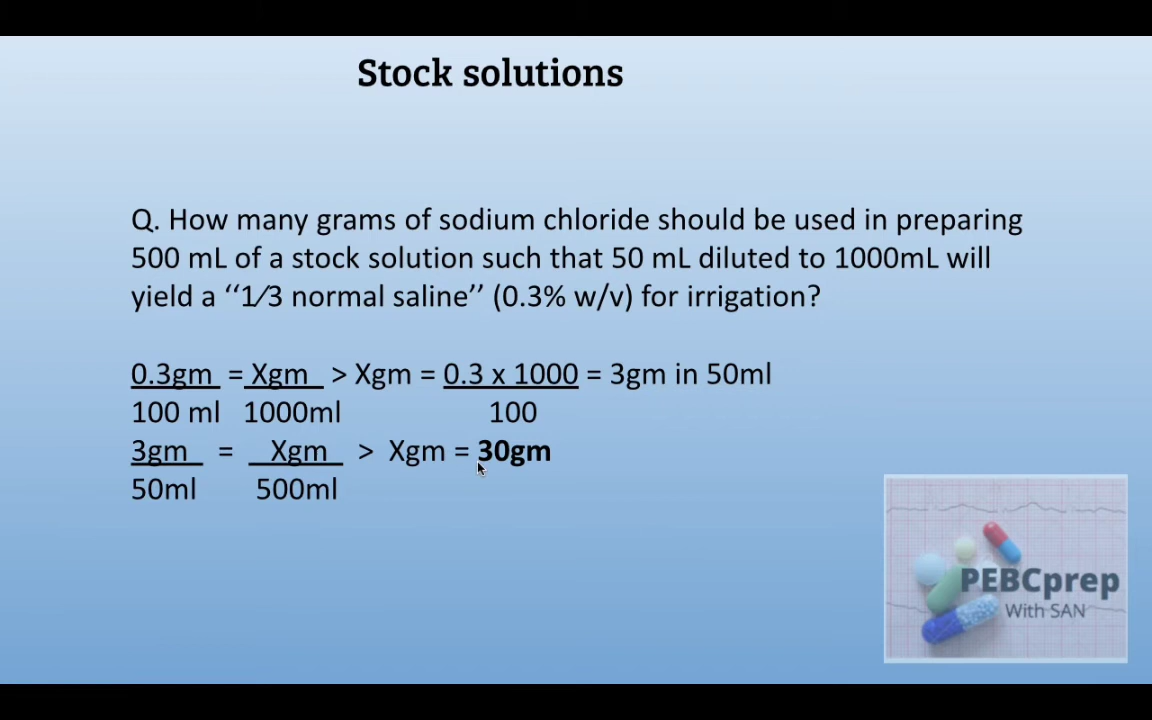 Stock solutions
Q. How many grams of sodium chloride should be used in preparing
500 mL of a stock solution such that 50 mL diluted to 1000mL will
yield a ‘‘1⁄3 normal saline’’ (0.3% w/v) for irrigation?
0.3gm = Xgm > Xgm = 0.3 x 1000 = 3gm in 50ml
100 ml 1000ml 100
3gm = Xgm > Xgm = 30gm
50ml 500ml
PEBCprep
With SAN